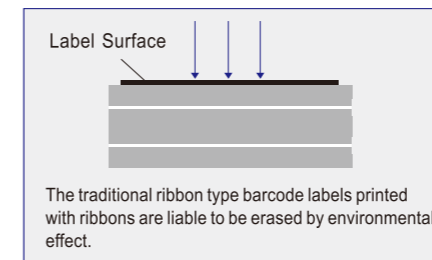 Label Surface
The traditional ribbon type barcode labels printed
with ribbons are liable to be erased by environmental
effect.